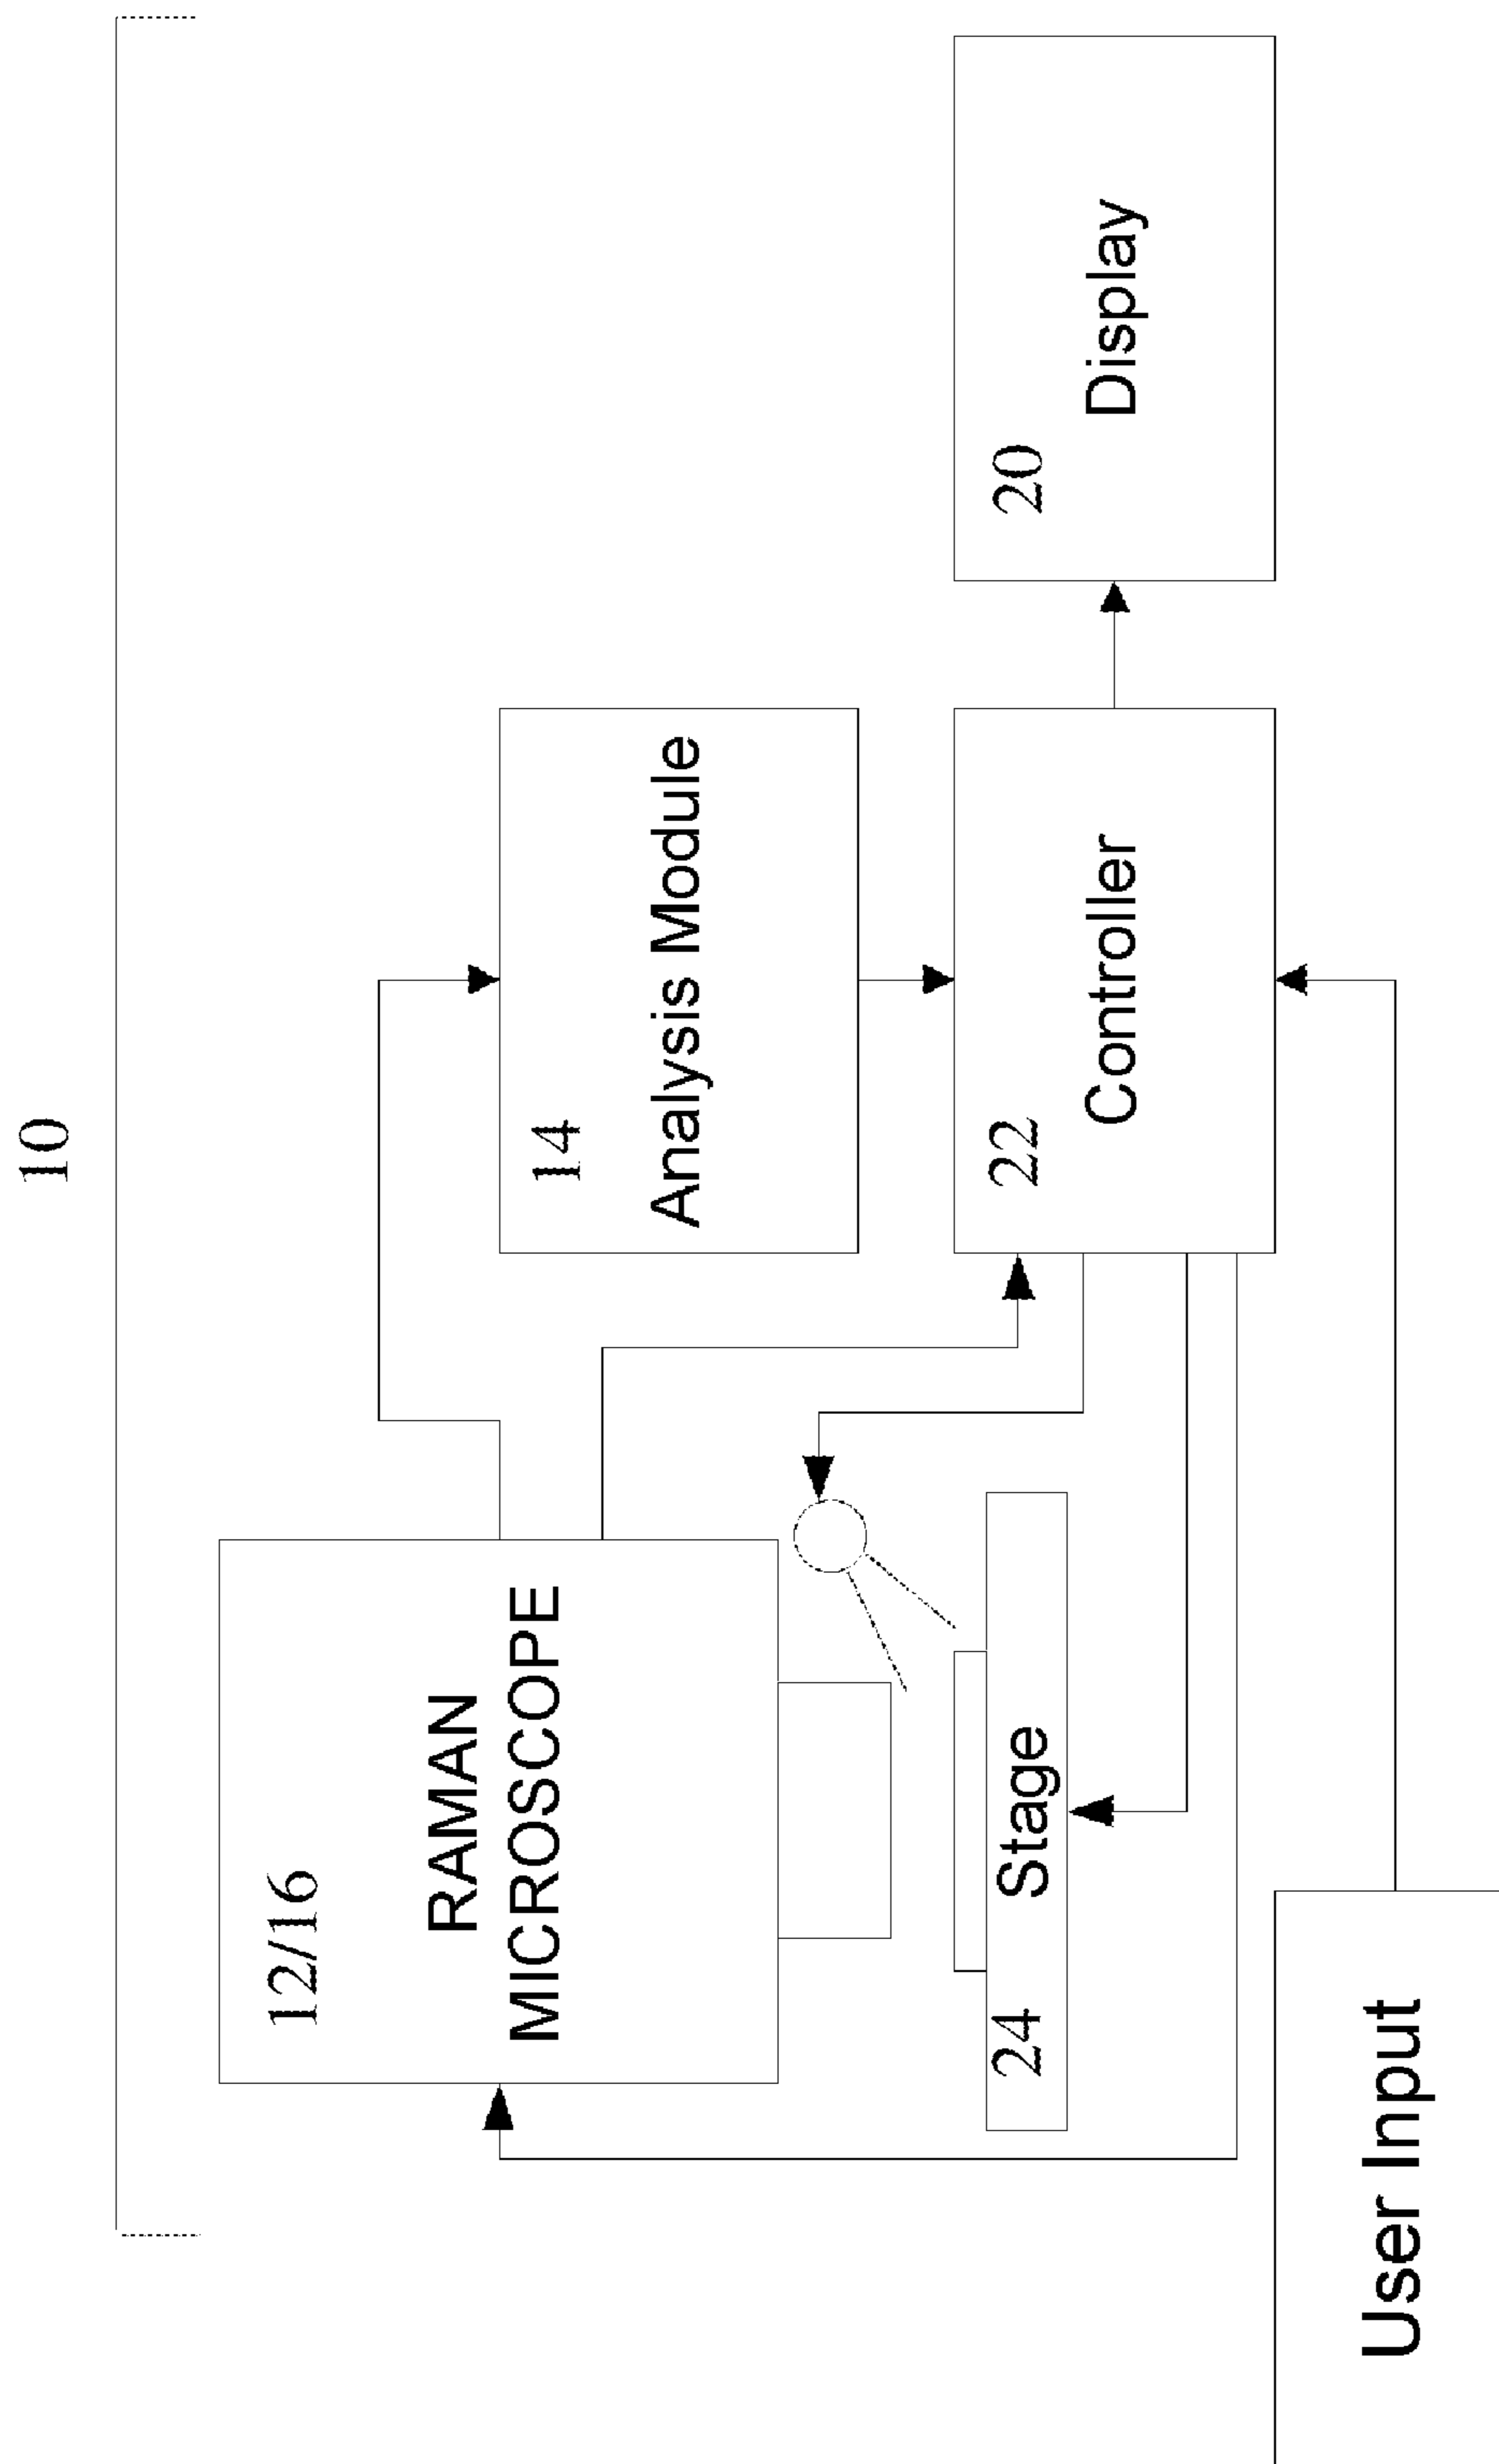 10
12/16
RAMAN
MICROSCOPE
14
Analysis Module
24
Stage
22
Controller
20
Display
User Input